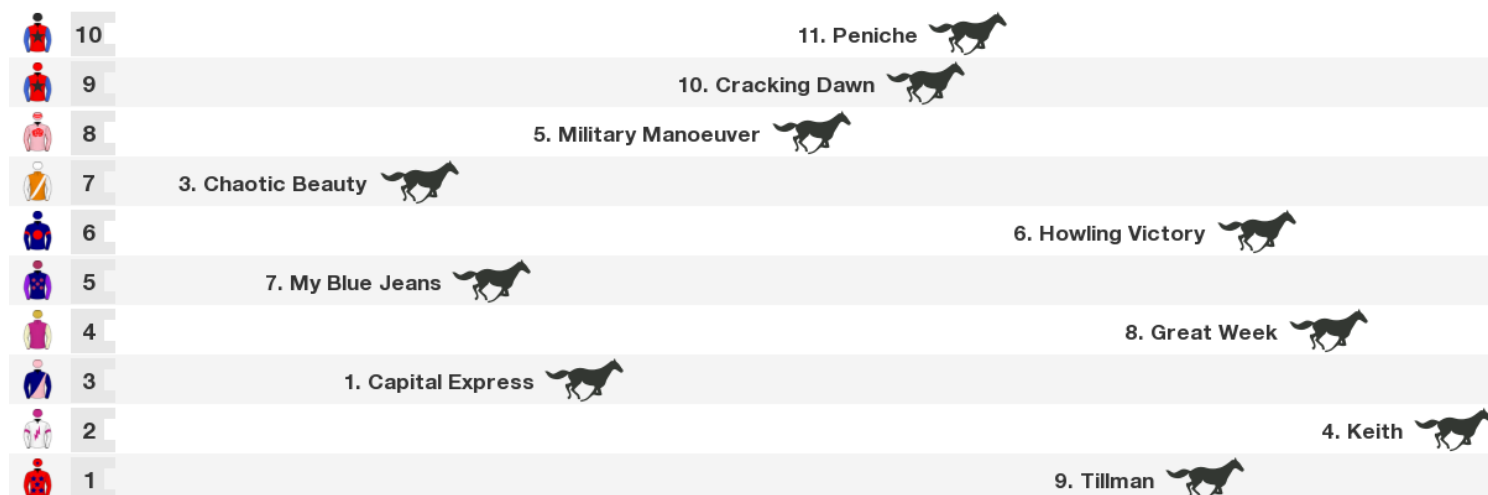 10 11. Peniche
9 10. Cracking Dawn
8 5. Military Manoeuver
7 3. Chaotic Beauty
6 6. Howling Victory
5 7. My Blue Jeans
4 8. Great Week
3 1. Capital Express
2 4. Keith
1 9. Tillman